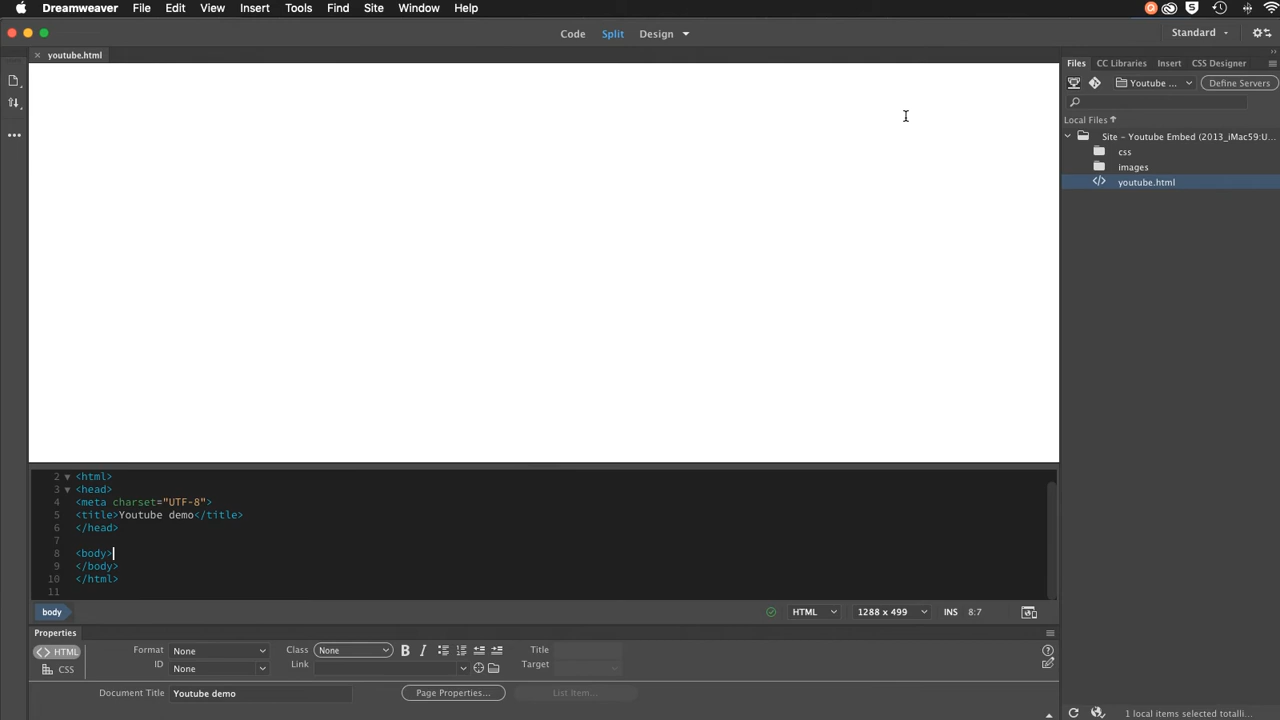 Dreamweaver File Edit View Insert Tools Find Site Window Help
Code Split Design Standard
youtube.html
Files CC Libraries Insert CSS Designer
Youtube ... Define Servers
Local Files
Site - Youtube Embed (2013_iMac59:U...
css
images
youtube.html
2 <html>
3 <head>
4 <meta charset="UTF-8">
5 <title>Youtube demo</title>
6 </head>
7
8 <body>
9 </body>
10 </html>
11
body HTML 1288 x 499 INS 8:7
Properties
HTML Format None Class None B I Title
CSS ID None Link Target
Document Title Youtube demo Page Properties... List Item...
1 local items selected totalli...